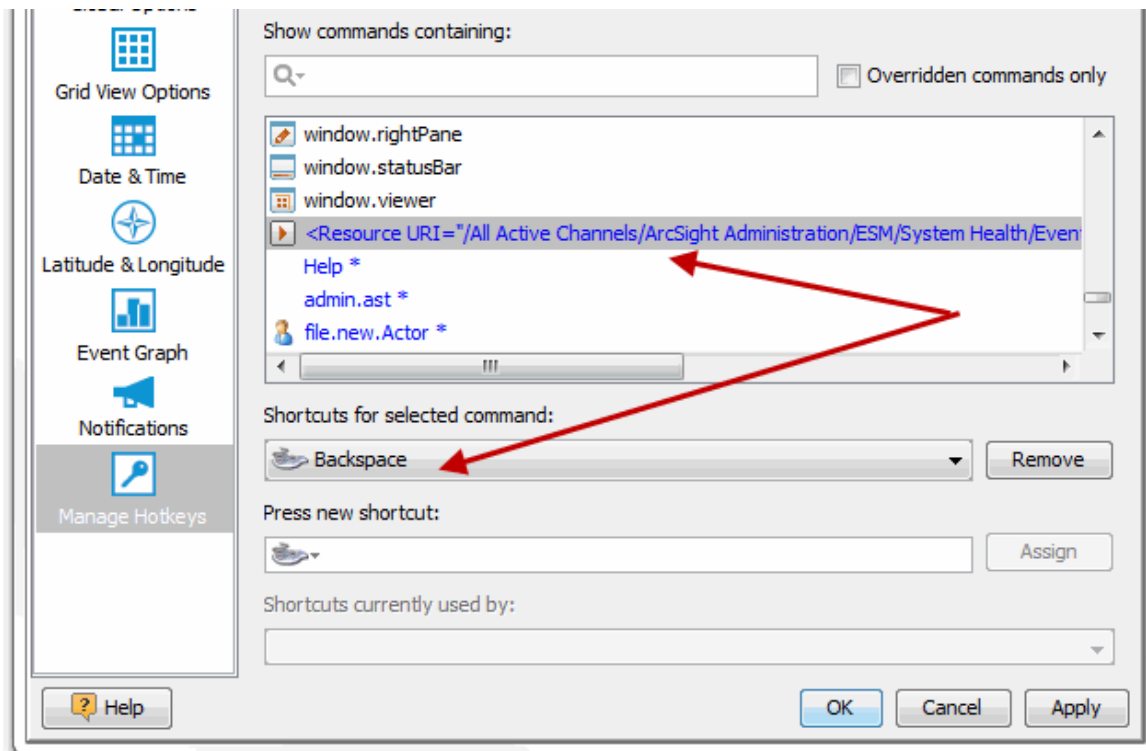 Global Options
Grid View Options
Date & Time
Latitude & Longitude
Event Graph
Notifications
Manage Hotkeys
Show commands containing:
Overridden commands only
window.rightPane
window.statusBar
window.viewer
<Resource URI="/All Active Channels/ArcSight Administration/ESM/System Health/Even
Help *
admin.ast *
file.new.Actor *
Shortcuts for selected command:
Backspace
Remove
Press new shortcut:
Assign
Shortcuts currently used by:
Help
OK
Cancel
Apply